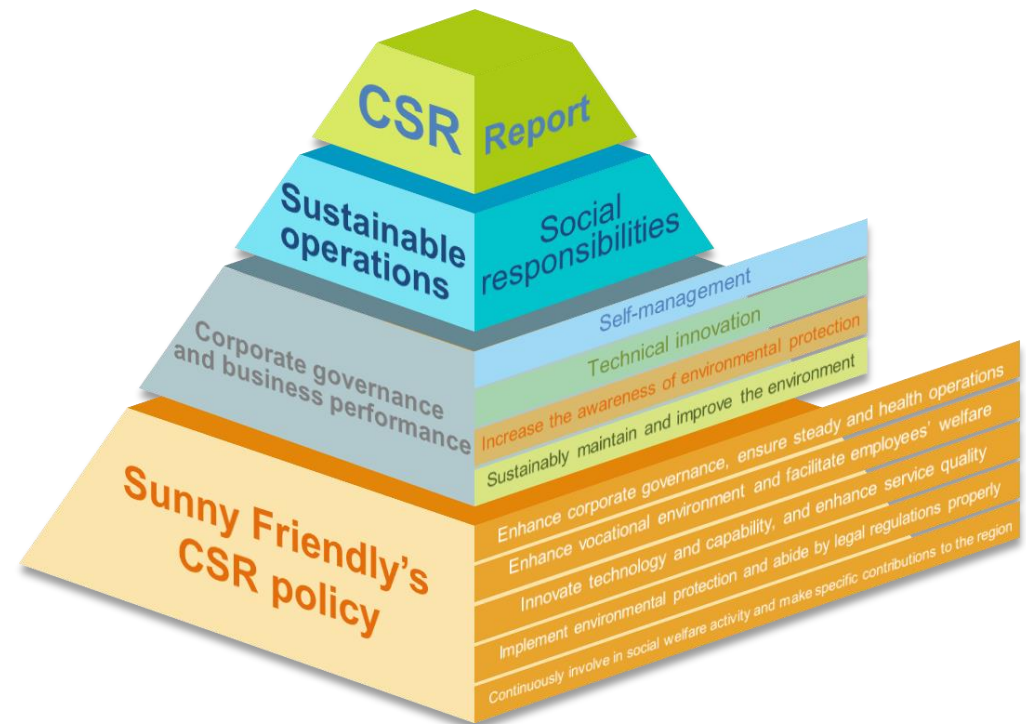 CSR
Report
Sustainable
operations
Social
responsibilities
Corporate governance
and business performance
Self-management
Technical innovation
Increase the awareness of environmental protection
Sustainably maintain and improve the environment
Sunny Friendly's
CSR policy
Enhance corporate governance, ensure steady and health operations
Enhance vocational environment and facilitate employees' welfare
Innovate technology and capability, and enhance service quality
Implement environmental protection and abide by legal regulations properly
Continuously involve in social welfare activity and make specific contributions to the region